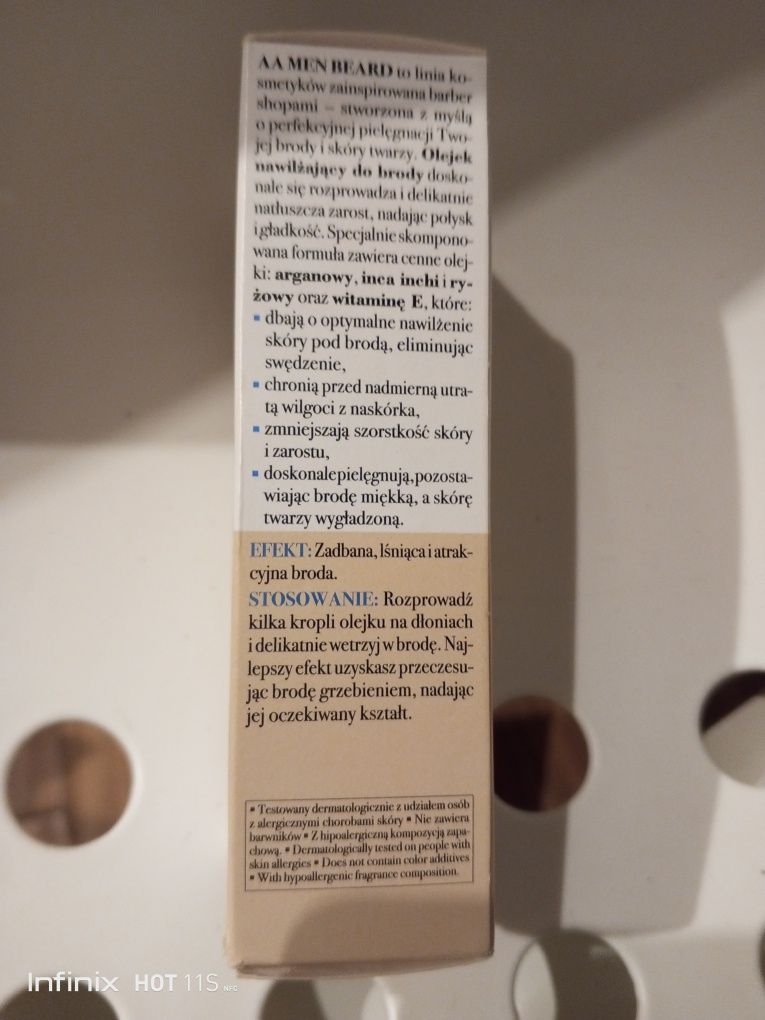 AA MEN BEARD to linia ko-
smetyków zainspirowana barber
shopami – stworzona z myślą
o perfekcyjnej pielęgnacji Two-
jej brody i skóry twarzy. Olejek
nawilżający do brody dosko-
nale się rozprowadza i delikatnie
natłuszcza zarost, nadając połysk
i gładkość. Specjalnie skompono-
wana formuła zawiera cenne olej-
ki: arganowy, inca inchi i ry-
żowy oraz witaminę E, które:
▪ dbają o optymalne nawilżenie
skóry pod brodą, eliminując
swędzenie,
▪ chronią przed nadmierną utra-
tą wilgoci z naskórka,
▪ zmniejszają szorstkość skóry
i zarostu,
▪ doskonale pielęgnują, pozosta-
wiając brodę miękką, a skórę
twarzy wygładzoną.
EFEKT: Zadbana, lśniąca i atrak-
cyjna broda.
STOSOWANIE: Rozprowadź
kilka kropli olejku na dłoniach
i delikatnie wetrzyj w brodę. Naj-
lepszy efekt uzyskasz przeczesu-
jąc brodę grzebieniem, nadając
jej oczekiwany kształt.
▪ Testowany dermatologicznie z udziałem osób
z alergicznymi chorobami skóry ▪ Nie zawiera
barwników ▪ Z hipoalergiczną kompozycją zapa-
chową. ▪ Dermatologically tested on people with
skin allergies ▪ Does not contain color additives
▪ With hypoallergenic fragrance composition.
Infinix HOT 11S NFC